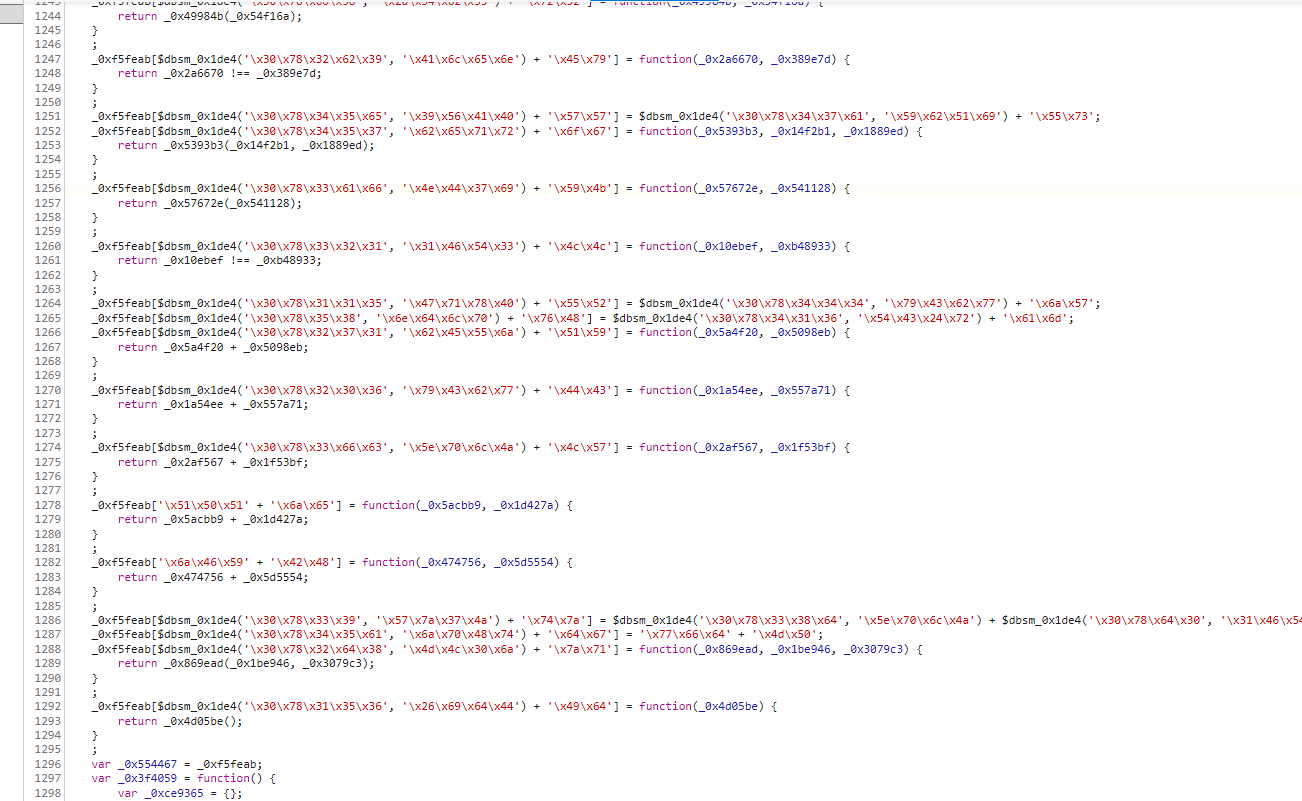 1244 return _0x49984b(_0x54f16a);
1245 }
1246 ;
1247 _0xf5feab[$dbsm_0x1de4('\x30\x78\x32\x62\x39', '\x41\x6c\x65\x6e') + '\x45\x79'] = function(_0x2a6670, _0x389e7d) {
1248 return _0x2a6670 !== _0x389e7d;
1249 }
1250 ;
1251 _0xf5feab[$dbsm_0x1de4('\x30\x78\x34\x35\x65', '\x39\x56\x41\x40') + '\x57\x57'] = $dbsm_0x1de4('\x30\x78\x34\x37\x61', '\x59\x62\x51\x69') + '\x55\x73';
1252 _0xf5feab[$dbsm_0x1de4('\x30\x78\x34\x35\x37', '\x62\x65\x71\x72') + '\x6f\x67'] = function(_0x5393b3, _0x14f2b1, _0x1889ed) {
1253 return _0x5393b3(_0x14f2b1, _0x1889ed);
1254 }
1255 ;
1256 _0xf5feab[$dbsm_0x1de4('\x30\x78\x33\x61\x66', '\x4e\x44\x37\x69') + '\x59\x4b'] = function(_0x57672e, _0x541128) {
1257 return _0x57672e(_0x541128);
1258 }
1259 ;
1260 _0xf5feab[$dbsm_0x1de4('\x30\x78\x33\x32\x31', '\x31\x46\x54\x33') + '\x4c\x4c'] = function(_0x10ebef, _0xb48933) {
1261 return _0x10ebef !== _0xb48933;
1262 }
1263 ;
1264 _0xf5feab[$dbsm_0x1de4('\x30\x78\x31\x31\x35', '\x47\x71\x78\x40') + '\x55\x52'] = $dbsm_0x1de4('\x30\x78\x34\x34\x34', '\x79\x43\x62\x77') + '\x6a\x57';
1265 _0xf5feab[$dbsm_0x1de4('\x30\x78\x35\x38', '\x6e\x64\x6c\x70') + '\x76\x48'] = $dbsm_0x1de4('\x30\x78\x34\x31\x36', '\x54\x43\x24\x72') + '\x61\x6d';
1266 _0xf5feab[$dbsm_0x1de4('\x30\x78\x32\x37\x31', '\x62\x45\x55\x6a') + '\x51\x59'] = function(_0x5a4f20, _0x5098eb) {
1267 return _0x5a4f20 + _0x5098eb;
1268 }
1269 ;
1270 _0xf5feab[$dbsm_0x1de4('\x30\x78\x32\x30\x36', '\x79\x43\x62\x77') + '\x44\x43'] = function(_0x1a54ee, _0x557a71) {
1271 return _0x1a54ee + _0x557a71;
1272 }
1273 ;
1274 _0xf5feab[$dbsm_0x1de4('\x30\x78\x33\x66\x63', '\x5e\x70\x6c\x4a') + '\x4c\x57'] = function(_0x2af567, _0x1f53bf) {
1275 return _0x2af567 + _0x1f53bf;
1276 }
1277 ;
1278 _0xf5feab['\x51\x50\x51' + '\x6a\x65'] = function(_0x5acbb9, _0x1d427a) {
1279 return _0x5acbb9 + _0x1d427a;
1280 }
1281 ;
1282 _0xf5feab['\x6a\x46\x59' + '\x42\x48'] = function(_0x474756, _0x5d5554) {
1283 return _0x474756 + _0x5d5554;
1284 }
1285 ;
1286 _0xf5feab[$dbsm_0x1de4('\x30\x78\x33\x39', '\x57\x7a\x37\x4a') + '\x74\x7a'] = $dbsm_0x1de4('\x30\x78\x33\x38\x64', '\x5e\x70\x6c\x4a') + $dbsm_0x1de4('\x30\x78\x64\x30', '\x31\x46\x54
1287 _0xf5feab[$dbsm_0x1de4('\x30\x78\x34\x35\x61', '\x6a\x70\x48\x74') + '\x64\x67'] = '\x77\x66\x64' + '\x4d\x50';
1288 _0xf5feab[$dbsm_0x1de4('\x30\x78\x32\x64\x38', '\x4d\x4c\x30\x6a') + '\x7a\x71'] = function(_0x869ead, _0x1be946, _0x3079c3) {
1289 return _0x869ead(_0x1be946, _0x3079c3);
1290 }
1291 ;
1292 _0xf5feab[$dbsm_0x1de4('\x30\x78\x31\x35\x36', '\x26\x69\x64\x44') + '\x49\x64'] = function(_0x4d05be) {
1293 return _0x4d05be();
1294 }
1295 ;
1296 var _0x554467 = _0xf5feab;
1297 var _0x3f4059 = function() {
1298 var _0xce9365 = {};